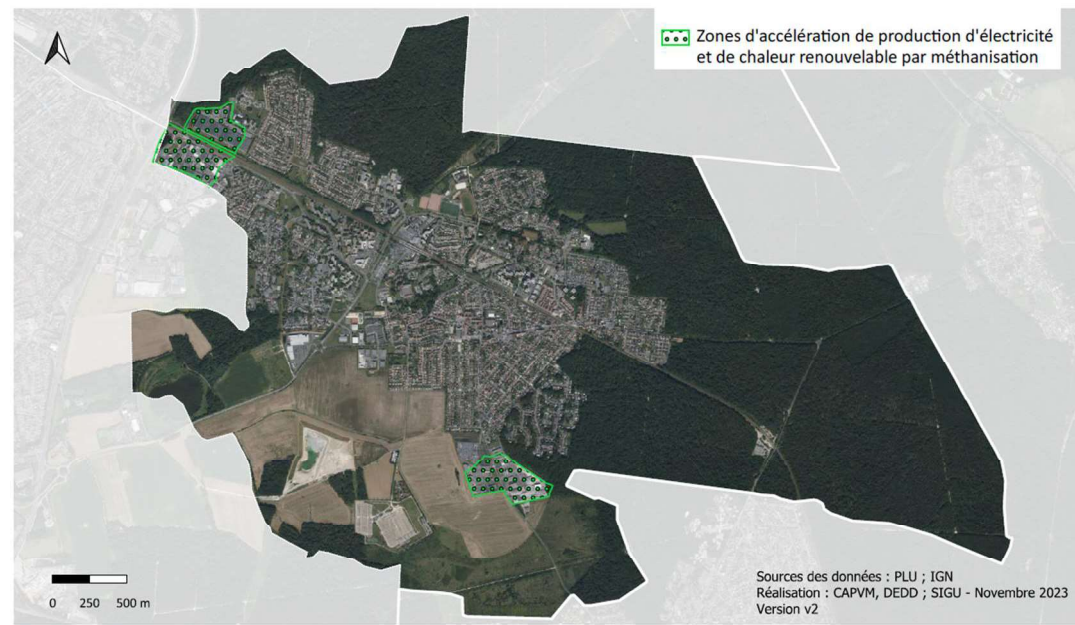 Zones d'accélération de production d'électricité
et de chaleur renouvelable par méthanisation
0 250 500 m
Sources des données : PLU ; IGN
Réalisation : CAPVM, DEDD ; SIGU - Novembre 2023
Version v2